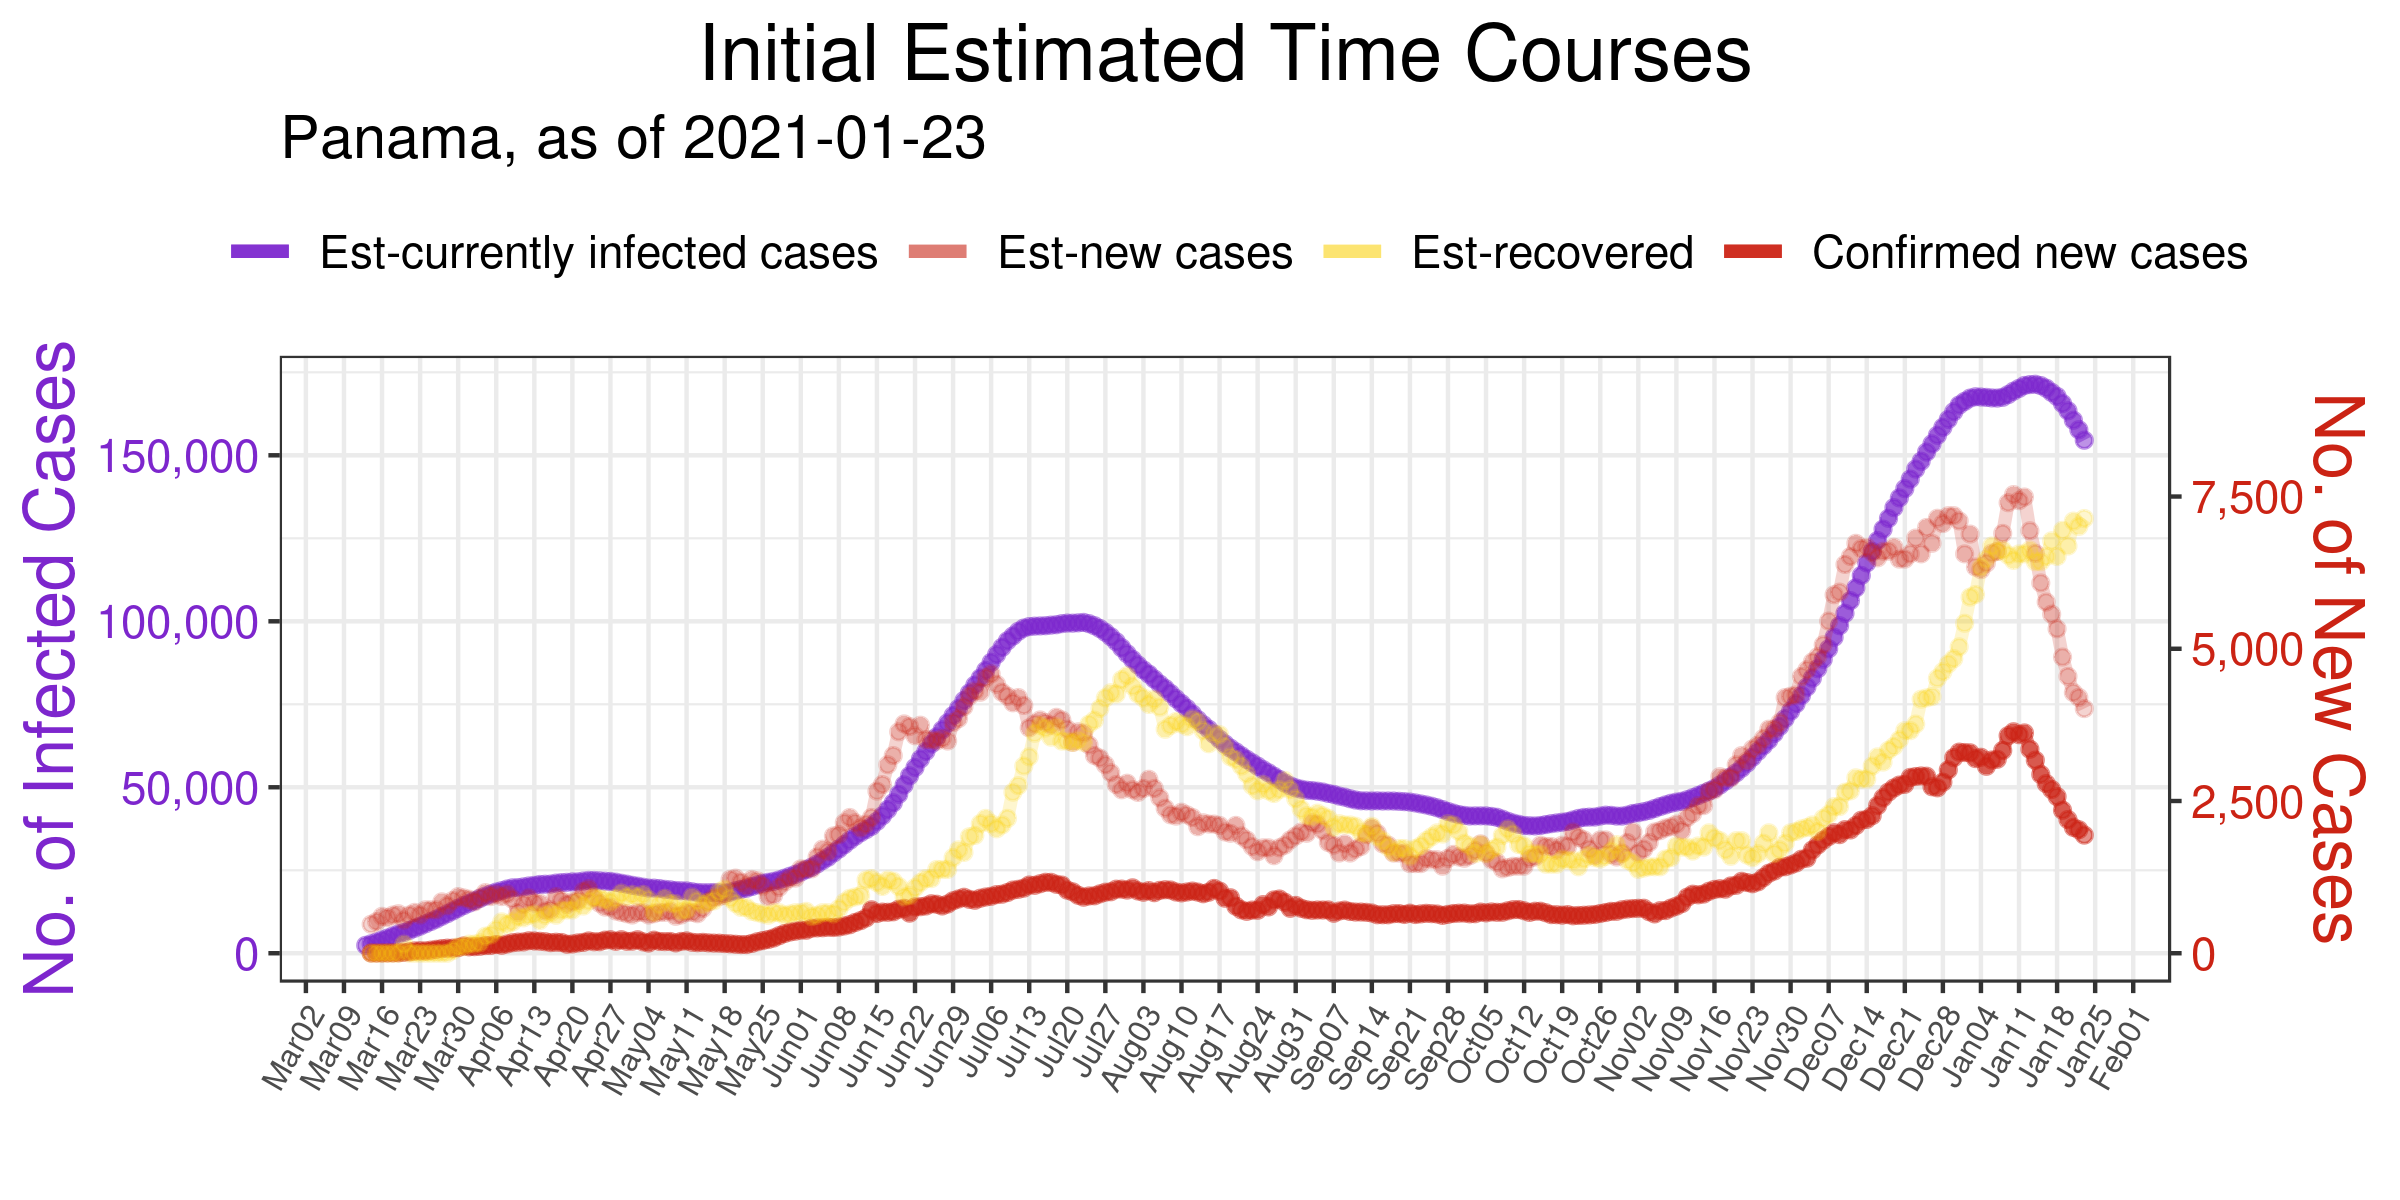 Initial Estimated Time Courses
Panama, as of 2021-01-23
Est-currently infected cases Est-new cases Est-recovered Confirmed new cases
No. of Infected Cases
150,000
100,000
50,000
0
No. of New Cases
7,500
5,000
2,500
0
Mar02 Mar09 Mar16 Mar23 Mar30 Apr06 Apr13 Apr20 Apr27 May04 May11 May18 May25 Jun01 Jun08 Jun15 Jun22 Jun29 Jul06 Jul13 Jul20 Jul27 Aug03 Aug10 Aug17 Aug24 Aug31 Sep07 Sep14 Sep21 Sep28 Oct05 Oct12 Oct19 Oct26 Nov02 Nov09 Nov16 Nov23 Nov30 Dec07 Dec14 Dec21 Dec28 Jan04 Jan11 Jan18 Jan25 Feb01